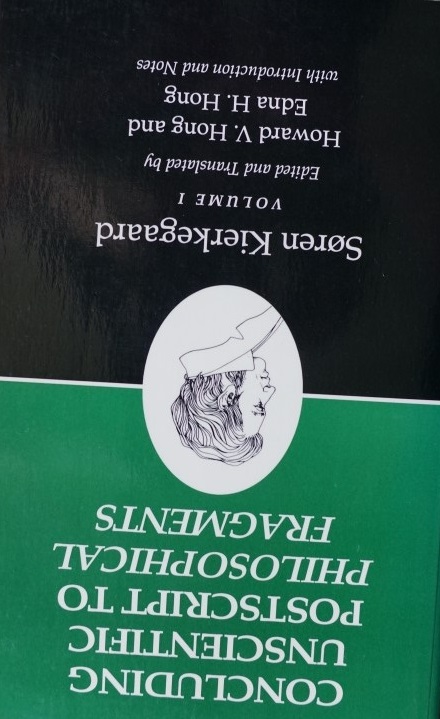 CONCLUDING
UNSCIENTIFIC
POSTSCRIPT TO
PHILOSOPHICAL
FRAGMENTS
Søren Kierkegaard
VOLUME I
Edited and Translated by
Howard V. Hong and
Edna H. Hong
with Introduction and Notes